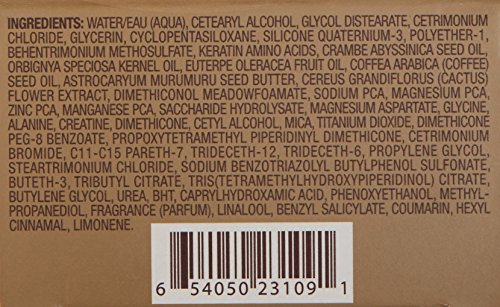 INGREDIENTS: WATER/EAU (AQUA), CETEARYL ALCOHOL, GLYCOL DISTEARATE, CETRIMONIUM
CHLORIDE, GLYCERIN, CYCLOPENTASILOXANE, SILICONE QUATERNIUM-3, POLYETHER-1,
BEHENTRIMONIUM METHOSULFATE, KERATIN AMINO ACIDS, CRAMBE ABYSSINICA SEED OIL,
ORBIGNYA SPECIOSA KERNEL OIL, EUTERPE OLERACEA FRUIT OIL, COFFEA ARABICA (COFFEE)
SEED OIL, ASTROCARYUM MURUMURU SEED BUTTER, CEREUS GRANDIFLORUS (CACTUS)
FLOWER EXTRACT, DIMETHICONOL MEADOWFOAMATE, SODIUM PCA, MAGNESIUM PCA,
ZINC PCA, MANGANESE PCA, SACCHARIDE HYDROLYSATE, MAGNESIUM ASPARTATE, GLYCINE,
ALANINE, CREATINE, DIMETHICONE, CETYL ALCOHOL, MICA, TITANIUM DIOXIDE, DIMETHICONE
PEG-8 BENZOATE, PROPOXYTETRAMETHYL PIPERIDINYL DIMETHICONE, CETRIMONIUM
BROMIDE, C11-C15 PARETH-7, TRIDECETH-12, TRIDECETH-6, PROPYLENE GLYCOL,
STEARTRIMONIUM CHLORIDE, SODIUM BENZOTRIAZOLYL BUTYLPHENOL SULFONATE,
BUTETH-3, TRIBUTYL CITRATE, TRIS(TETRAMETHYLHYDROXYPIPERIDINOL) CITRATE,
BUTYLENE GLYCOL, UREA, BHT, CAPRYLHYDROXAMIC ACID, PHENOXYETHANOL, METHYL-
PROPANEDIOL, FRAGRANCE (PARFUM), LINALOOL, BENZYL SALICYLATE, COUMARIN, HEXYL
CINNAMAL, LIMONENE.
6 54050 23109 1